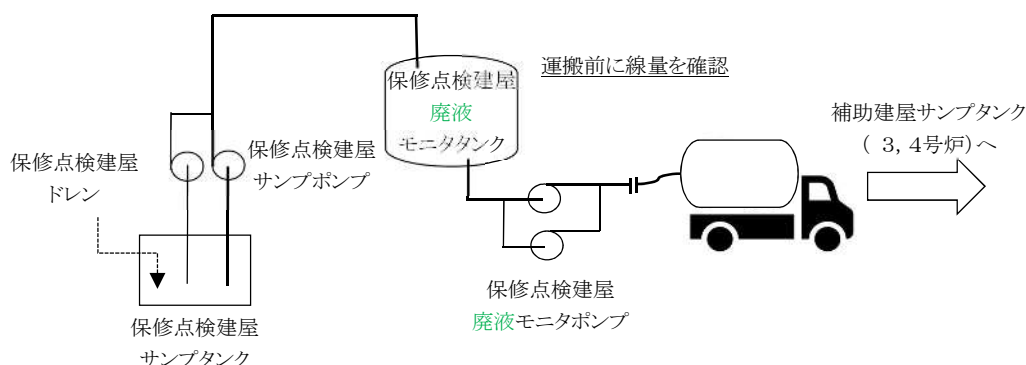 運搬前に線量を確認
保修点検建屋
廃液
モニタタンク
補助建屋サンプタンク
( 3,4号炉)へ
保修点検建屋
サンプポンプ
保修点検建屋
ドレン
保修点検建屋
廃液モニタポンプ
保修点検建屋
サンプタンク